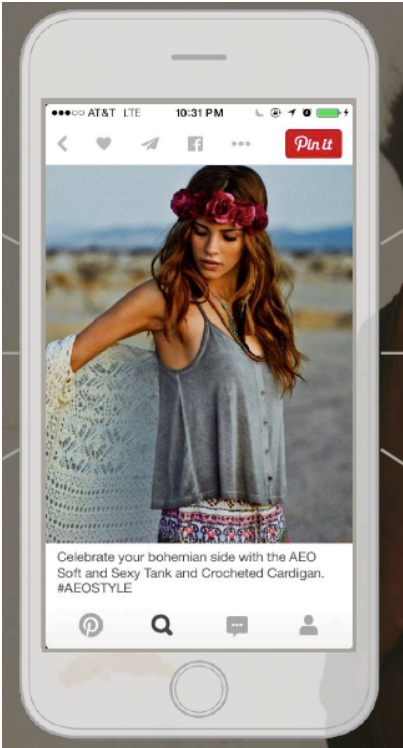 AT&T LTE 10:31 PM
Pin it
Celebrate your bohemian side with the AEO
Soft and Sexy Tank and Crocheted Cardigan.
#AEOSTYLE